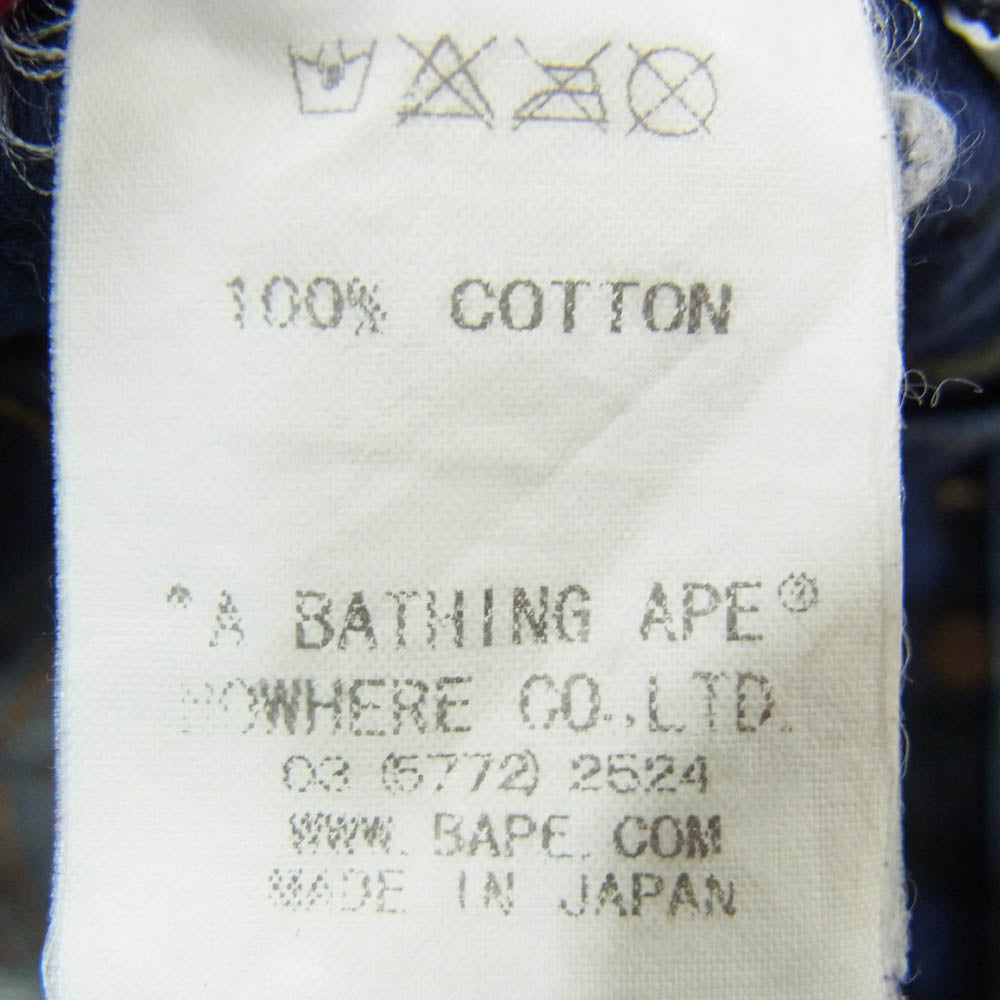 100% COTTON
"A BATHING APE®
NOWHERE CO.,LTD.
03 (5772) 2524
WWW.BAPE.COM
MADE IN JAPAN